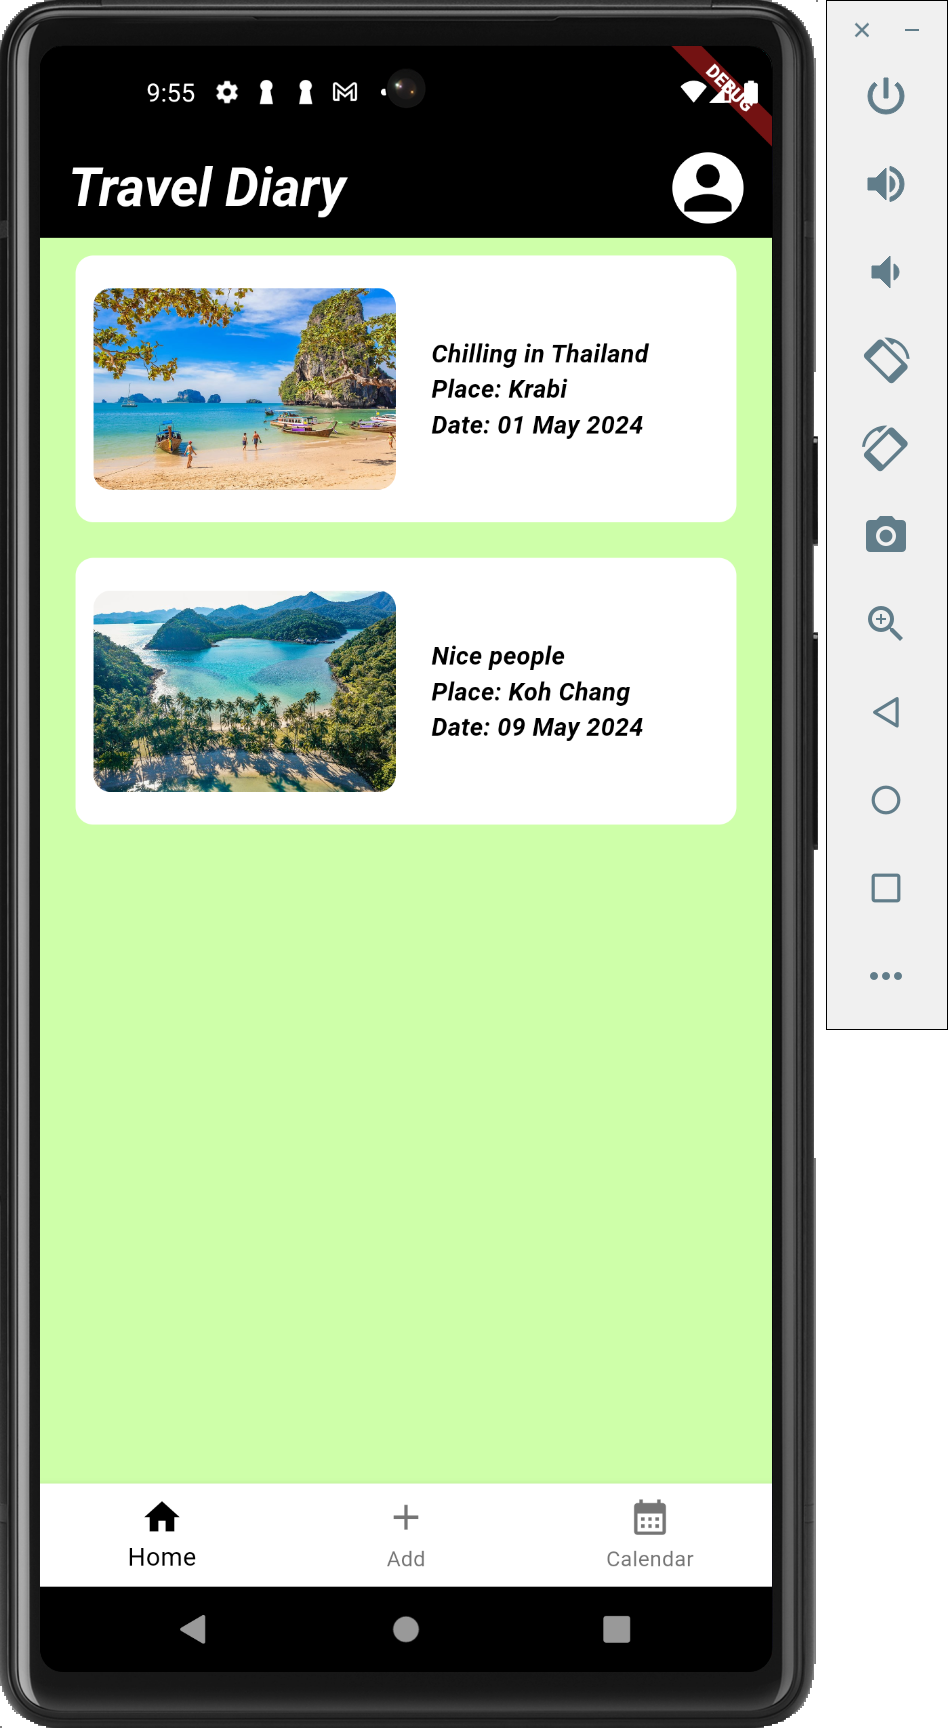 9:55
DEBUG
Travel Diary
Chilling in Thailand
Place: Krabi
Date: 01 May 2024
Nice people
Place: Koh Chang
Date: 09 May 2024
Home
Add
Calendar